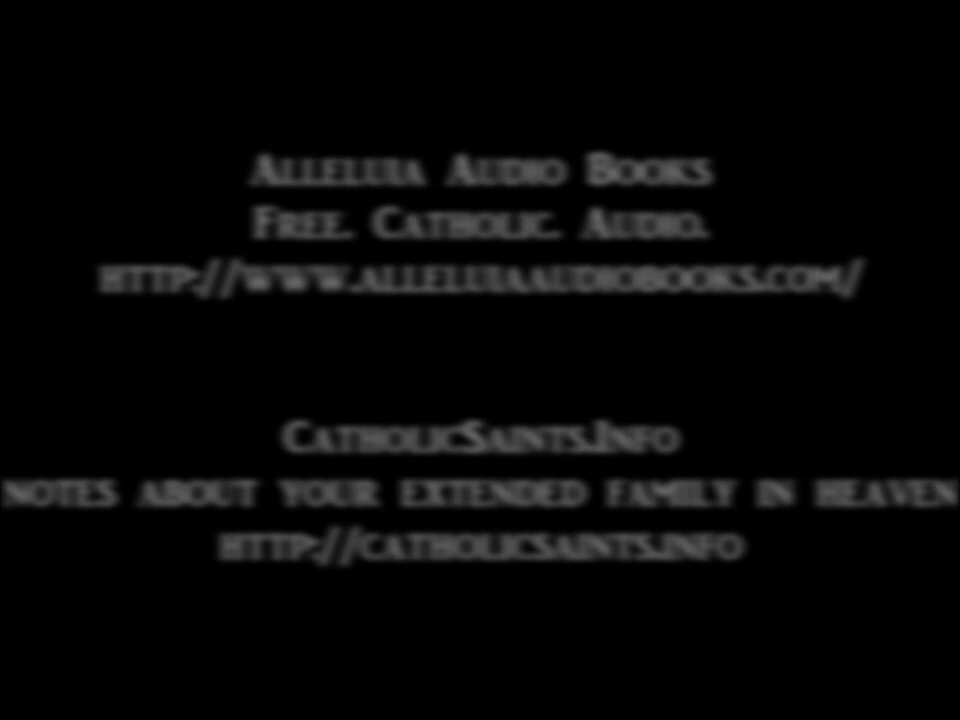 Alleluia Audio Books
Free. Catholic. Audio.
http://www.alleluiaaudiobooks.com/
CatholicSaints.Info
notes about your extended family in heaven
http://catholicsaints.info